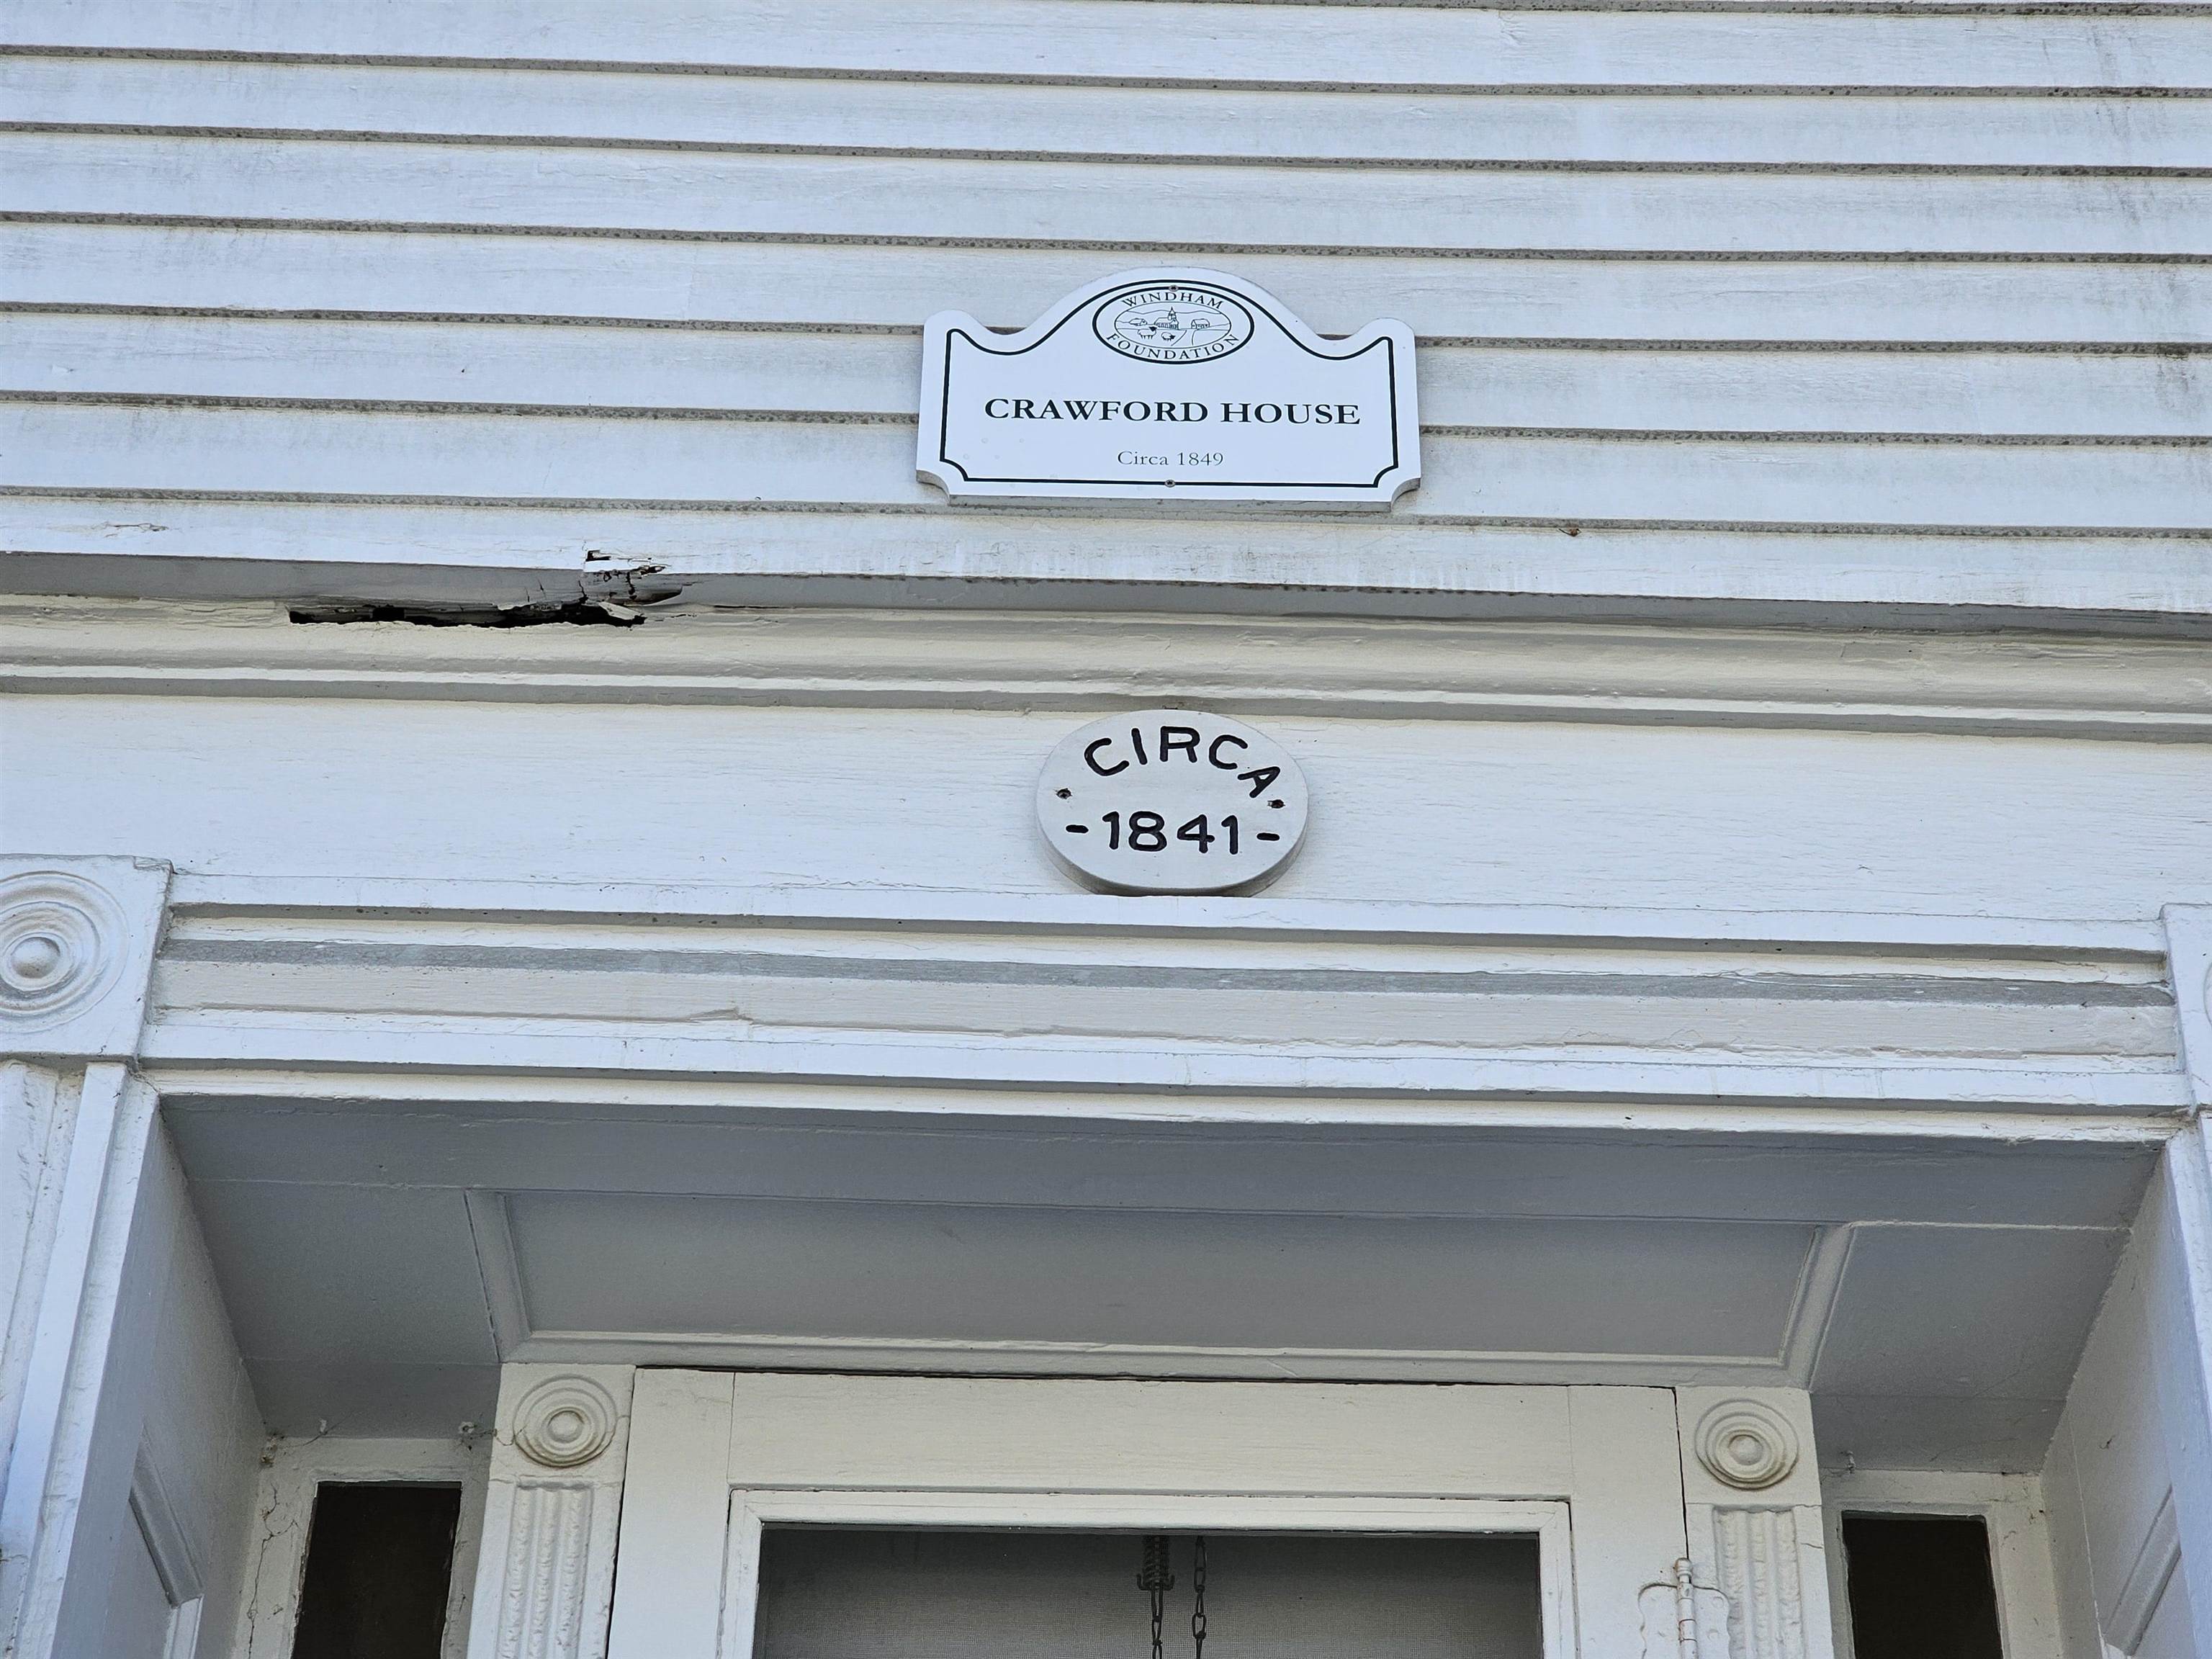 WINDHAM
FOUNDATION
CRAWFORD HOUSE
Circa 1849
CIRCA
-1841-